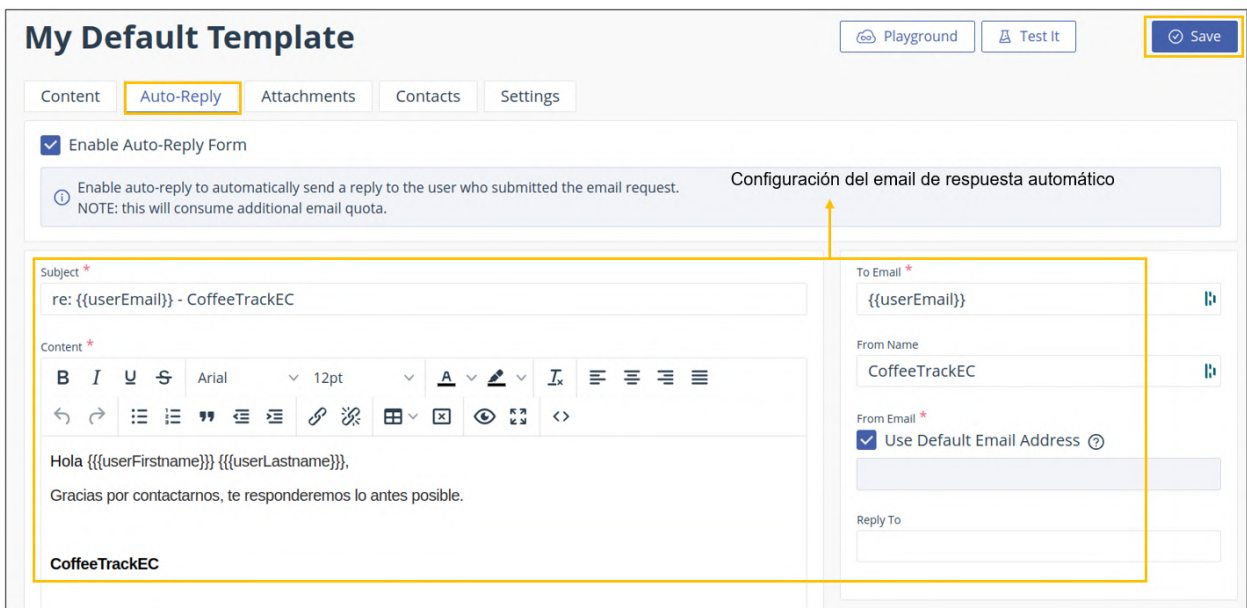 My Default Template
Playground
Test It
Save
Content
Auto-Reply
Attachments
Contacts
Settings
Enable Auto-Reply Form
Enable auto-reply to automatically send a reply to the user who submitted the email request.
NOTE: this will consume additional email quota.
Configuración del email de respuesta automático
Subject *
re: {{userEmail}} - CoffeeTrackEC
Content *
B I U S Arial 12pt A
Hola {{{userFirstname}}} {{{userLastname}}},
Gracias por contactarnos, te responderemos lo antes posible.
CoffeeTrackEC
To Email *
{{userEmail}}
From Name
CoffeeTrackEC
From Email *
Use Default Email Address
Reply To